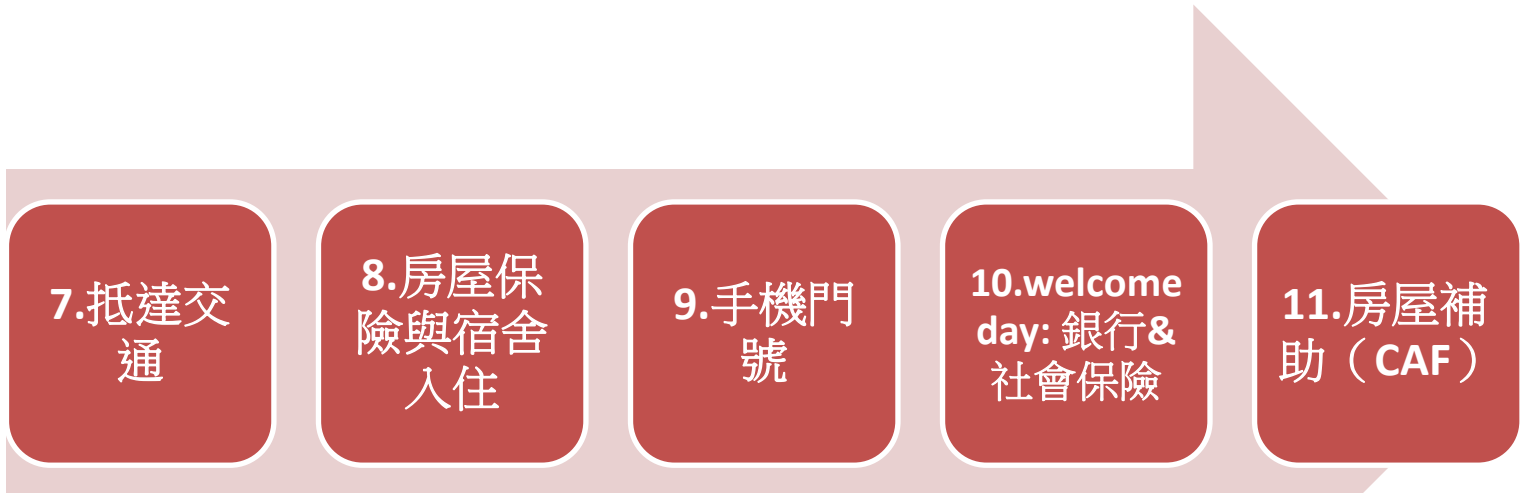 7.抵達交
通
8.房屋保
險與宿舍
入住
9.手機門
號
10.welcome
day: 銀行&
社會保險
11.房屋補
助（CAF）